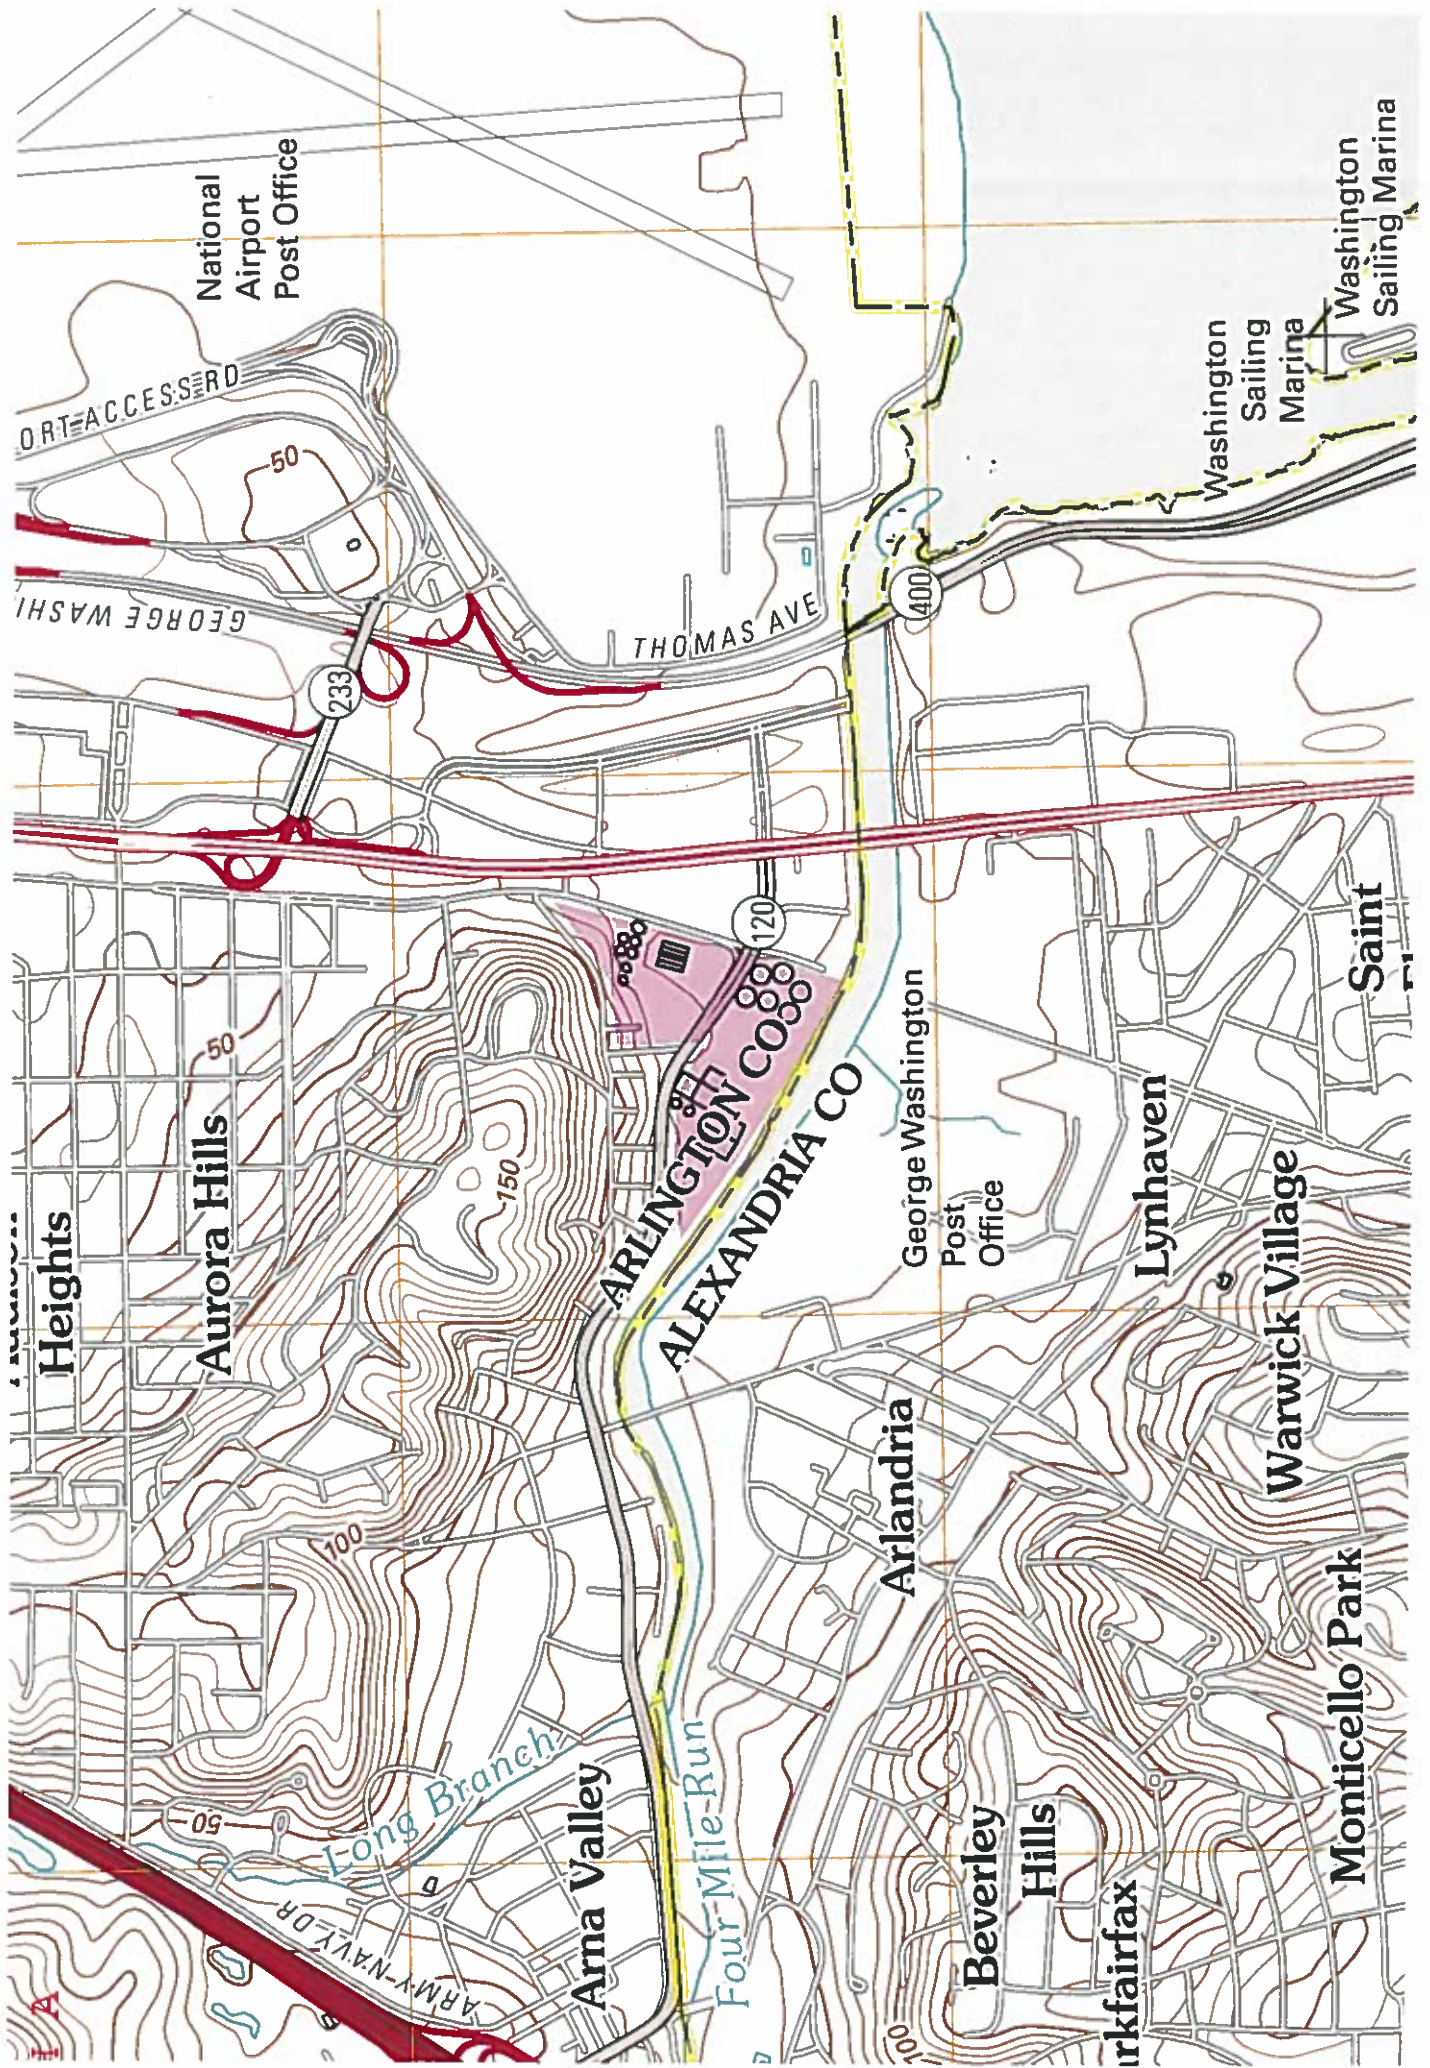 National
Airport
Post Office
ORT ACCESS RD
50
GEORGE WASHI
233
THOMAS AVE
400
Washington
Sailing
Marina
Washington
Sailing Marina
120
Heights
Aurora Hills
50
150
100
ARLINGTON CO
ALEXANDRIA CO
George Washington
Post
Office
Saint
Lynhaven
Warwick Village
Arlandria
Monticello Park
Beverley
Hills
rkfairfax
100
Long Branch
50
Arna Valley
Four Mile Run
ARMY-NAVY DR